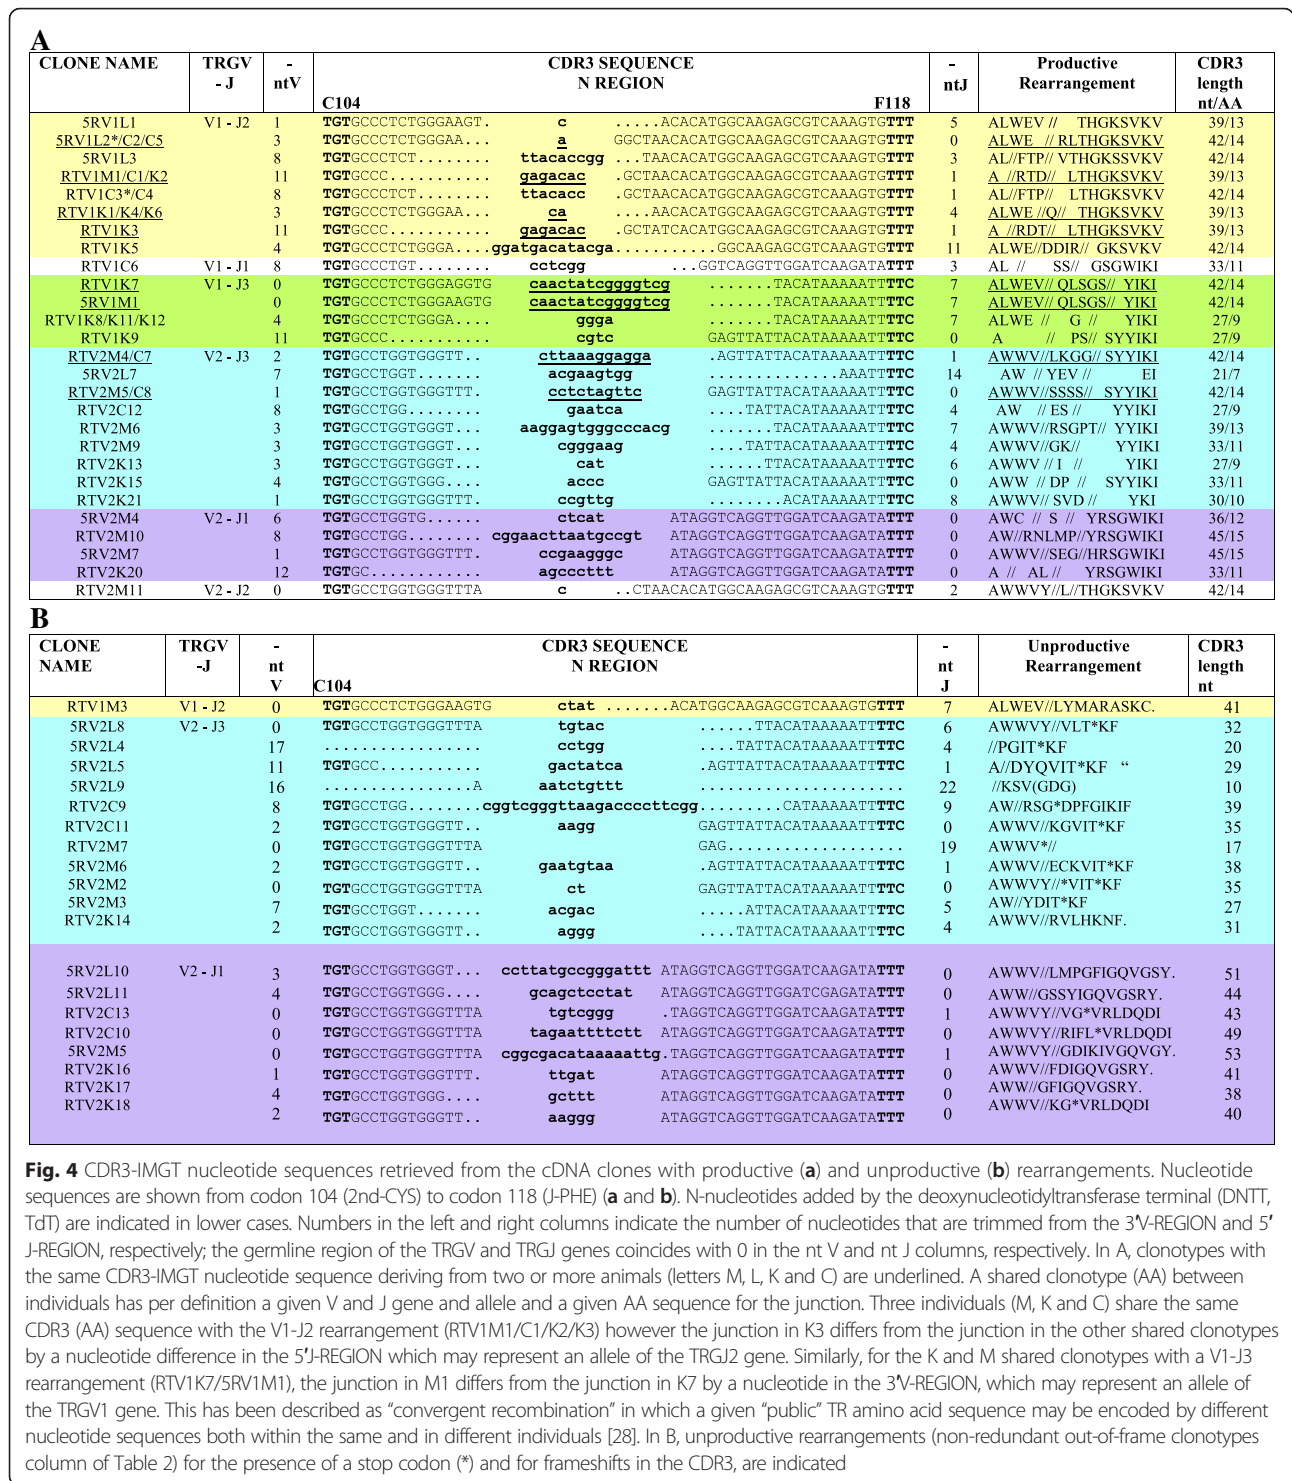 A
CLONE NAME TRGV - J - ntV CDR3 SEQUENCE N REGION C104 F118 - ntJ Productive Rearrangement CDR3 length nt/AA
5RV1L1 V1 - J2 1 TGTGCCCTCTGGGAAGT. c .....ACACATGGCAAGAGCGTCAAAGTGTTT 5 ALWEV // THGKSVKV 39/13
5RV1L2*/C2/C5 3 TGTGCCCTCTGGGAA... a GGCTAACACATGGCAAGAGCGTCAAAGTGTTT 0 ALWE // RLTHGKSVKV 42/14
5RV1L3 8 TGTGCCCTCT........ ttacaccgg ...TAACACATGGCAAGAGCGTCAAAGTGTTT 3 AL//FTP// VTHGKSSVKV 42/14
RTV1M1/C1/K2 11 TGTGCCC........... gagacac .GCTAACACATGGCAAGAGCGTCAAAGTGTTT 1 A //RTD// LTHGKSVKV 39/13
RTV1C3*/C4 8 TGTGCCCTCT........ ttacacc .GCTAACACATGGCAAGAGCGTCAAAGTGTTT 1 AL//FTP// LTHGKSVKV 42/14
RTV1K1/K4/K6 3 TGTGCCCTCTGGGAA... ca ....AACACATGGCAAGAGCGTCAAAGTGTTT 4 ALWE //Q// THGKSVKV 39/13
RTV1K3 11 TGTGCCC........... gagacac .GCTATCACATGGCAAGAGCGTCAAAGTGTTT 1 A //RDT// LTHGKSVKV 39/13
RTV1K5 4 TGTGCCCTCTGGGA.... ggatgacatacga ...........GGCAAGAGCGTCAAAGTGTTT 11 ALWE//DDIR// GKSVKV 42/14
RTV1C6 V1 - J1 8 TGTGCCCTGT........ cctcgg ...GGTCAGGTTGGATCAAGATATTT 3 AL // SS// GSGWIKI 33/11
RTV1K7 V1 - J3 0 TGTGCCCTCTGGGAGGTG caactatcggggtcg .......TACATAAAAATTTTC 7 ALWEV// QLSGS// YIKI 42/14
5RV1M1 0 TGTGCCCTCTGGGAAGTG caactatcggggtcg .......TACATAAAAATTTTC 7 ALWEV// QLSGS// YIKI 42/14
RTV1K8/K11/K12 4 TGTGCCCTCTGGGA.... ggga .......TACATAAAAATTTTC 7 ALWE // G // YIKI 27/9
RTV1K9 11 TGTGCCC........... cgtc GAGTTATTACATAAAAATTTTC 0 A // PS// SYYIKI 27/9
RTV2M4/C7 V2 - J3 2 TGTGCCTGGTGGGTT.. cttaaaggagga .AGTTATTACATAAAAATTTTC 1 AWWV//LKGG// SYYIKI 42/14
5RV2L7 7 TGTGCCTGGT....... acgaagtgg ..............AAATTTTC 14 AW // YEV // EI 21/7
RTV2M5/C8 1 TGTGCCTGGTGGGTTT. cctctagttc GAGTTATTACATAAAAATTTTC 0 AWWV//SSSS// SYYIKI 42/14
RTV2C12 8 TGTGCCTGG........ gaatca ....TATTACATAAAAATTTTC 4 AW // ES // YYIKI 27/9
RTV2M6 3 TGTGCCTGGTGGGT... aaggagtgggcccacg .......TACATAAAAATTTTC 7 AWWV//RSGPT// YYIKI 39/13
RTV2M9 3 TGTGCCTGGTGGGT... cgggaag ....TATTACATAAAAATTTTC 4 AWWV//GK// YYIKI 33/11
RTV2K13 3 TGTGCCTGGTGGGT... cat ......TTACATAAAAATTTTC 6 AWWV // I // YIKI 27/9
RTV2K15 4 TGTGCCTGGTGGG.... accc GAGTTATTACATAAAAATTTTC 0 AWW // DP // SYYIKI 33/11
RTV2K21 1 TGTGCCTGGTGGGTTT. ccgttg ........ACATAAAAATTTTC 8 AWWV// SVD // YKI 30/10
5RV2M4 V2 - J1 6 TGTGCCTGGTG...... ctcat ATAGGTCAGGTTGGATCAAGATATTT 0 AWC // S // YRSGWIKI 36/12
RTV2M10 8 TGTGCCTGG........ cggaacttaatgccgt ATAGGTCAGGTTGGATCAAGATATTT 0 AW//RNLMP//YRSGWIKI 45/15
5RV2M7 1 TGTGCCTGGTGGGTTT. ccgaagggc ATAGGTCAGGTTGGATCAAGATATTT 0 AWWV//SEG//HRSGWIKI 45/15
RTV2K20 12 TGTGC............ agcccttt ATAGGTCAGGTTGGATCAAGATATTT 0 A // AL // YRSGWIKI 33/11
RTV2M11 V2 - J2 0 TGTGCCTGGTGGGTTTA c ..CTAACACATGGCAAGAGCGTCAAAGTGTTT 2 AWWVY//L//THGKSVKV 42/14
B
CLONE NAME TRGV -J - nt V CDR3 SEQUENCE N REGION C104 - nt J Unproductive Rearrangement CDR3 length nt
RTV1M3 V1 - J2 0 TGTGCCCTCTGGGAAGTG ctat .......ACATGGCAAGAGCGTCAAAGTGTTT 7 ALWEV//LYMARASKC. 41
5RV2L8 V2 - J3 0 TGTGCCTGGTGGGTTTA tgtac ......TTACATAAAAATTTTC 6 AWWVY//VLT*KF 32
5RV2L4 17 ................. cctgg ....TATTACATAAAAATTTTC 4 //PGIT*KF 20
5RV2L5 11 TGTGCC........... gactatca .AGTTATTACATAAAAATTTTC 1 A//DYQVIT*KF “ 29
5RV2L9 16 ................A aatctgttt ...................... 22 //KSV(GDG) 10
RTV2C9 8 TGTGCCTGG........ cggtcgggttaagaccccttcgg .........CATAAAAATTTTC 9 AW//RSG*DPFGIKIF 39
RTV2C11 2 TGTGCCTGGTGGGTT.. aagg GAGTTATTACATAAAAATTTTC 0 AWWV//KGVIT*KF 35
RTV2M7 0 TGTGCCTGGTGGGTTTA GAG................... 19 AWWV*// 17
5RV2M6 2 TGTGCCTGGTGGGTT.. gaatgtaa .AGTTATTACATAAAAATTTTC 1 AWWV//ECKVIT*KF 38
5RV2M2 0 TGTGCCTGGTGGGTTTA ct GAGTTATTACATAAAAATTTTC 0 AWWVY//*VIT*KF 35
5RV2M3 7 TGTGCCTGGT....... acgac .....ATTACATAAAAATTTTC 5 AW//YDIT*KF 27
RTV2K14 2 TGTGCCTGGTGGGTT.. aggg ....TATTACATAAAAATTTTC 4 AWWV//RVLHKNF. 31
5RV2L10 V2 - J1 3 TGTGCCTGGTGGGT... ccttatgccgggattt ATAGGTCAGGTTGGATCAAGATATTT 0 AWWV//LMPGFIGQVGSY. 51
5RV2L11 4 TGTGCCTGGTGGG.... gcagctcctat ATAGGTCAGGTTGGATCGAGATATTT 0 AWW//GSSYIGQVGSRY. 44
RTV2C13 0 TGTGCCTGGTGGGTTTA tgtcggg .TAGGTCAGGTTGGATCAAGATATTT 1 AWWVY//VG*VRLDQDI 43
RTV2C10 0 TGTGCCTGGTGGGTTTA tagaattttctt ATAGGTCAGGTTGGATCAAGATATTT 0 AWWVY//RIFL*VRLDQDI 49
5RV2M5 0 TGTGCCTGGTGGGTTTA cggcgacataaaaattg .TAGGTCAGGTTGGATCAAGATATTT 1 AWWVY//GDIKIVGQVGY. 53
RTV2K16 1 TGTGCCTGGTGGGTTT. ttgat ATAGGTCAGGTTGGATCAAGATATTT 0 AWWV//FDIGQVGSRY. 41
RTV2K17 4 TGTGCCTGGTGGG.... gcttt ATAGGTCAGGTTGGATCAAGATATTT 0 AWW//GFIGQVGSRY. 38
RTV2K18 2 TGTGCCTGGTGGGTT.. aaggg ATAGGTCAGGTTGGATCAAGATATTT 0 AWWV//KG*VRLDQDI 40
Fig. 4 CDR3-IMGT nucleotide sequences retrieved from the cDNA clones with productive (a) and unproductive (b) rearrangements. Nucleotide
sequences are shown from codon 104 (2nd-CYS) to codon 118 (J-PHE) (a and b). N-nucleotides added by the deoxynucleotidyltransferase terminal (DNTT,
TdT) are indicated in lower cases. Numbers in the left and right columns indicate the number of nucleotides that are trimmed from the 3′V-REGION and 5′
J-REGION, respectively; the germline region of the TRGV and TRGJ genes coincides with 0 in the nt V and nt J columns, respectively. In A, clonotypes with
the same CDR3-IMGT nucleotide sequence deriving from two or more animals (letters M, L, K and C) are underlined. A shared clonotype (AA) between
individuals has per definition a given V and J gene and allele and a given AA sequence for the junction. Three individuals (M, K and C) share the same
CDR3 (AA) sequence with the V1-J2 rearrangement (RTV1M1/C1/K2/K3) however the junction in K3 differs from the junction in the other shared clonotypes
by a nucleotide difference in the 5′J-REGION which may represent an allele of the TRGJ2 gene. Similarly, for the K and M shared clonotypes with a V1-J3
rearrangement (RTV1K7/5RV1M1), the junction in M1 differs from the junction in K7 by a nucleotide in the 3′V-REGION, which may represent an allele of
the TRGV1 gene. This has been described as “convergent recombination” in which a given “public” TR amino acid sequence may be encoded by different
nucleotide sequences both within the same and in different individuals [28]. In B, unproductive rearrangements (non-redundant out-of-frame clonotypes
column of Table 2) for the presence of a stop codon (*) and for frameshifts in the CDR3, are indicated